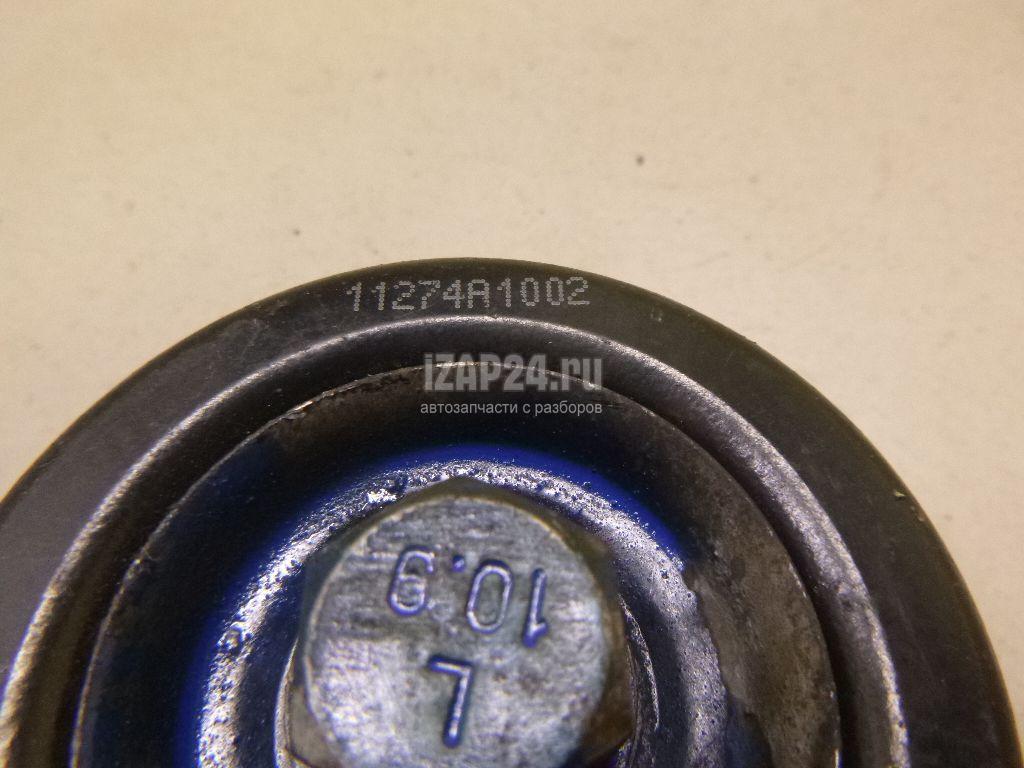 11274A1002
iZAP24.ru
автозапчасти с разборов
10.9
L